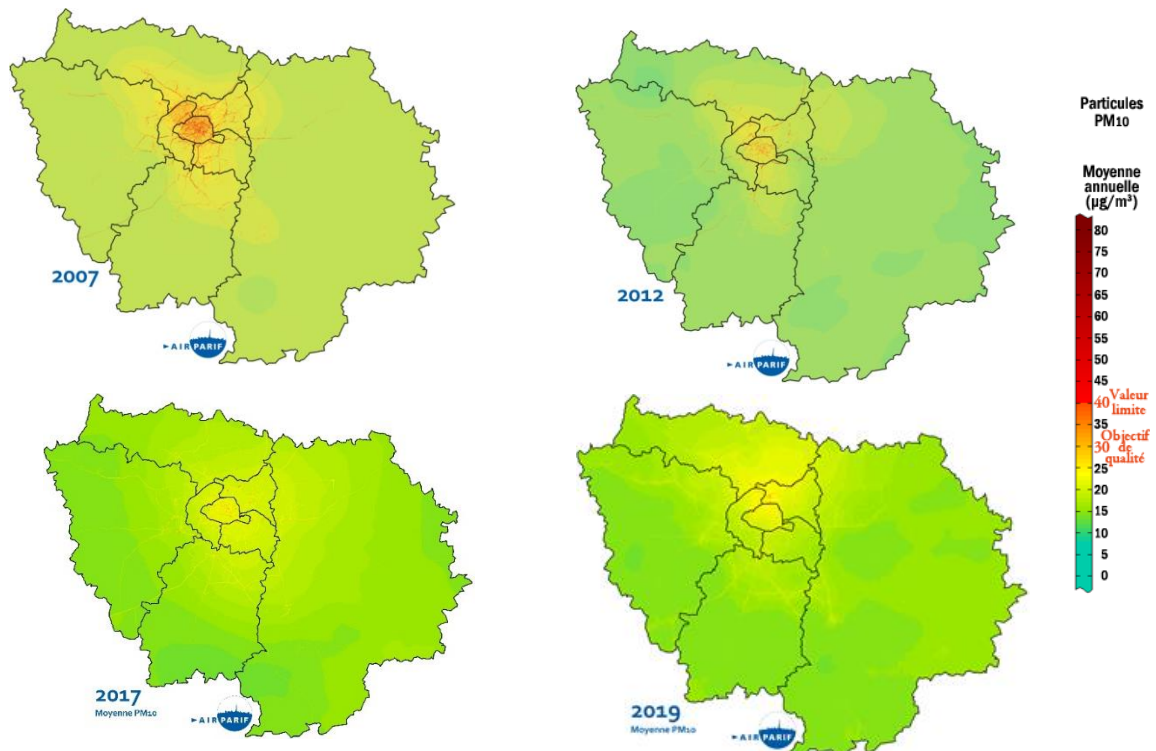 2007
AIRPARIF
2012
AIRPARIF
2017
Moyenne PM10
AIRPARIF
2019
Moyenne PM10
AIRPARIF
Particules
PM10
Moyenne
annuelle
(µg/m³)
80
75
70
65
60
55
50
45
40 Valeur
limite
35
Objectif
30 de
qualité
25
20
15
10
5
0